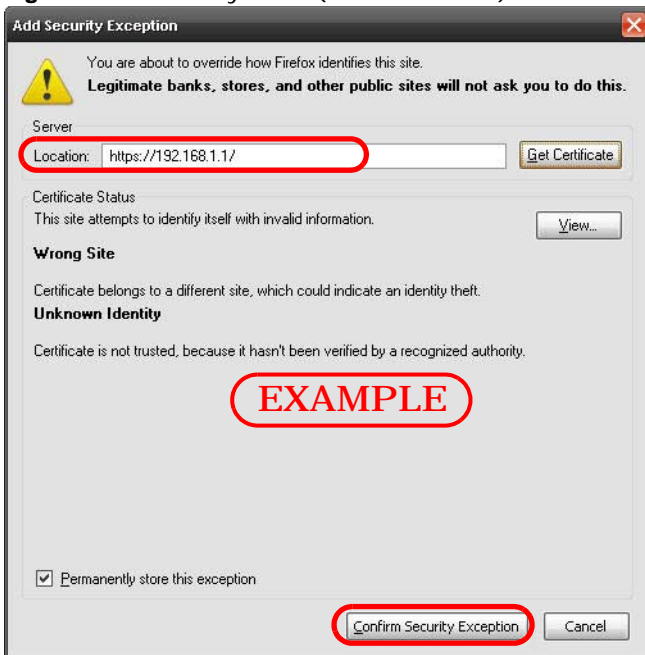 Add Security Exception
You are about to override how Firefox identifies this site.
Legitimate banks, stores, and other public sites will not ask you to do this.
Server
Location: https://192.168.1.1/ Get Certificate
Certificate Status
This site attempts to identify itself with invalid information. View...
Wrong Site
Certificate belongs to a different site, which could indicate an identity theft.
Unknown Identity
Certificate is not trusted, because it hasn't been verified by a recognized authority.
EXAMPLE
Permanently store this exception
Confirm Security Exception Cancel